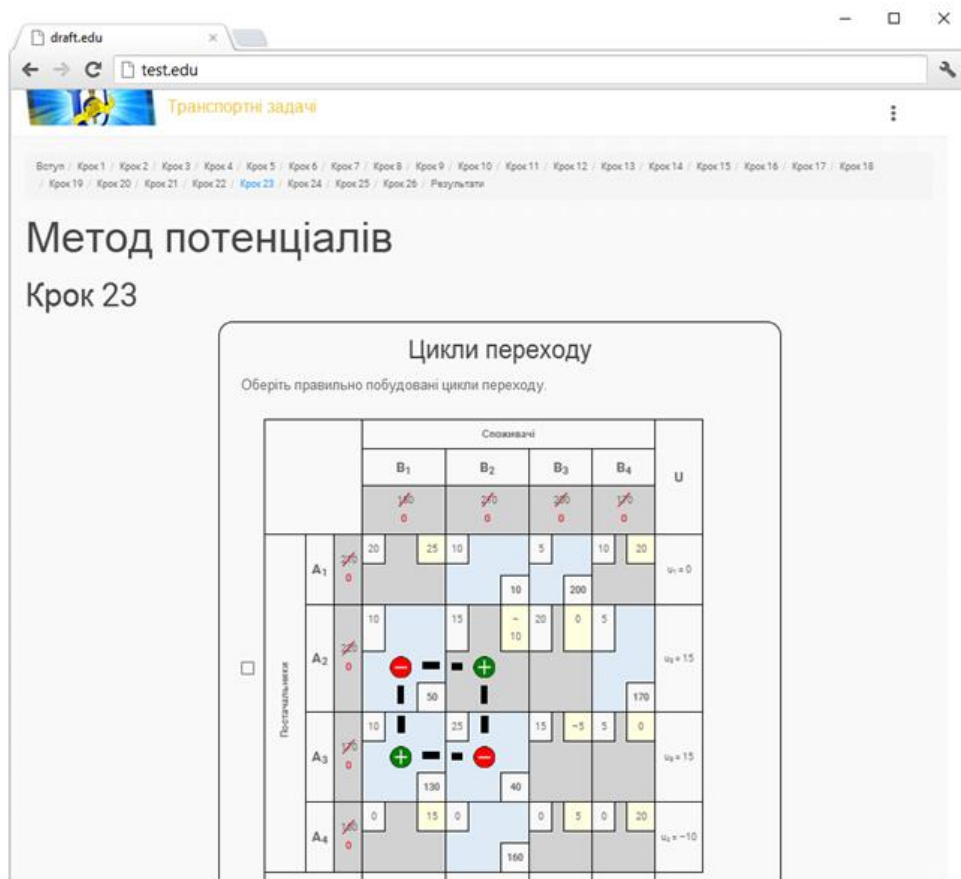 draft.edu
test.edu
Транспортні задачі
Вступ / Крок 1 / Крок 2 / Крок 3 / Крок 4 / Крок 5 / Крок 6 / Крок 7 / Крок 8 / Крок 9 / Крок 10 / Крок 11 / Крок 12 / Крок 13 / Крок 14 / Крок 15 / Крок 16 / Крок 17 / Крок 18
/ Крок 19 / Крок 20 / Крок 21 / Крок 22 / Крок 23 / Крок 24 / Крок 25 / Крок 26 / Результати
Метод потенціалів
Крок 23
Цикли переходу
Оберіть правильно побудовані цикли переходу.
Споживачі
B₁ B₂ B₃ B₄ U
170
0 0 0 0
Постачальники
20 25 10 5 10 20
A₁ 0 u₁ = 0
10 200
10 15 −10 20 0 5
A₂ 0 u₂ = 15
50 170
10 25 15 −5 5 0
A₃ 170 0 u₃ = 15
130 40
0 15 0 0 5 0 20
A₄ 0 u₄ = −10
160